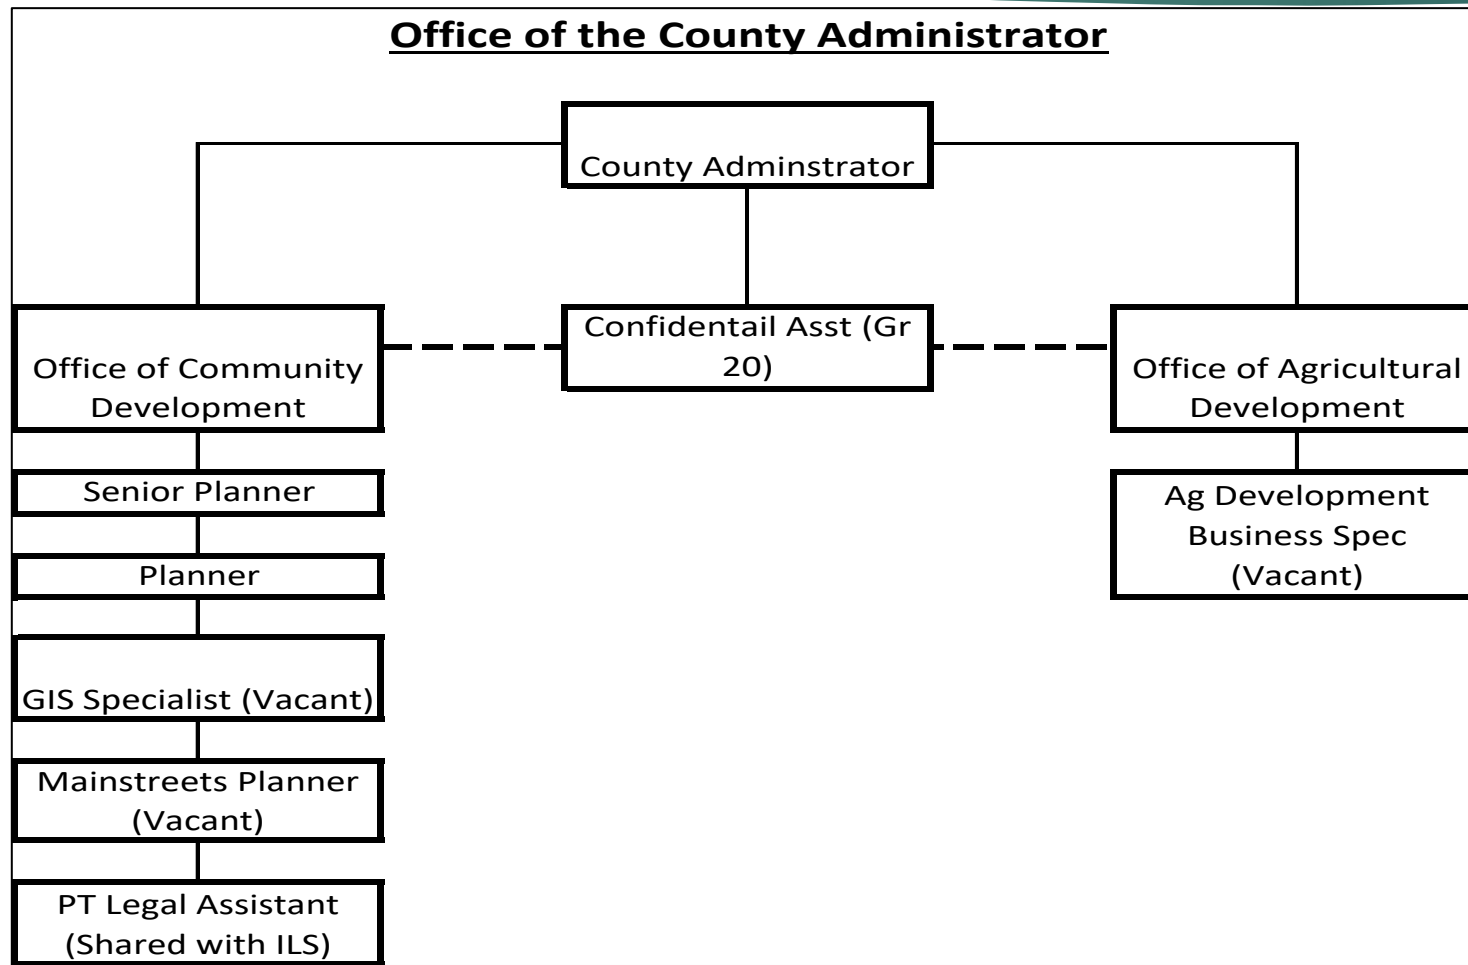 Office of the County Administrator
County Adminstrator
Confidentail Asst (Gr
20)
Office of Community
Development
Office of Agricultural
Development
Senior Planner
Ag Development
Business Spec
(Vacant)
Planner
GIS Specialist (Vacant)
Mainstreets Planner
(Vacant)
PT Legal Assistant
(Shared with ILS)